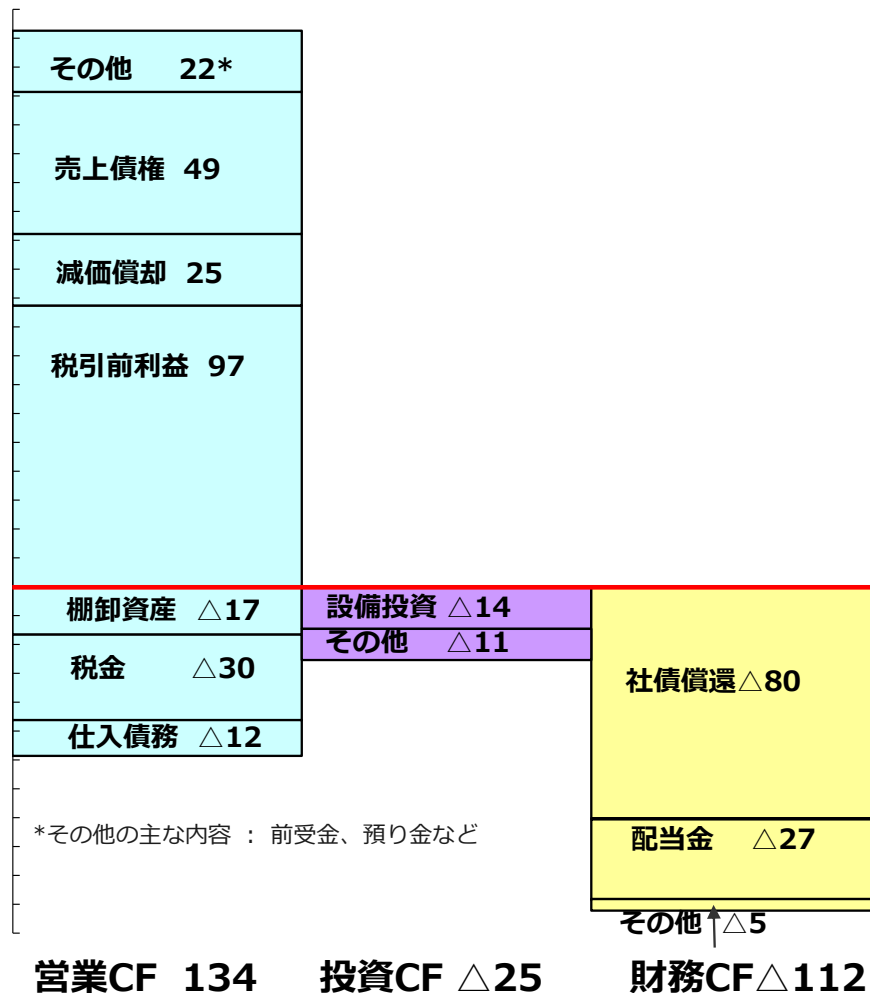 その他 22*
売上債権 49
減価償却 25
税引前利益 97
棚卸資産 △17
税金 △30
仕入債務 △12
設備投資 △14
その他 △11
社債償還△80
配当金 △27
その他 △5
*その他の主な内容 : 前受金、預り金など
営業CF 134
投資CF △25
財務CF△112